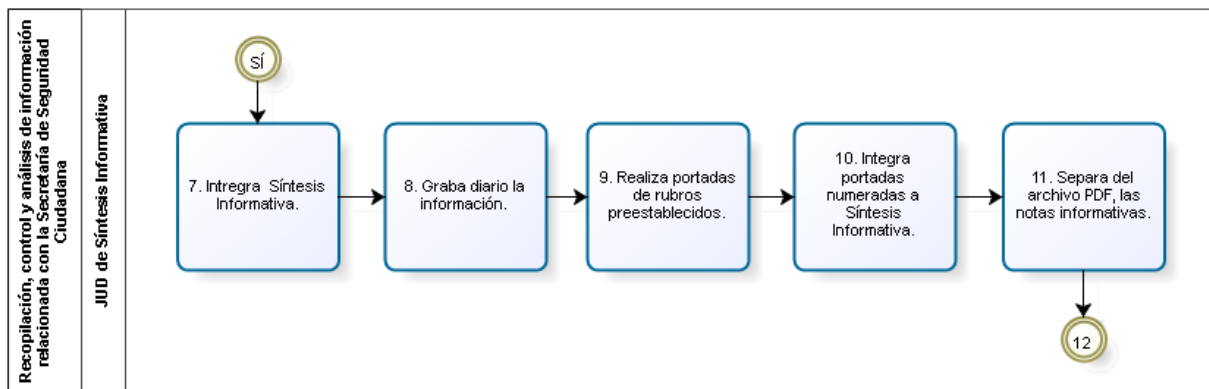 Recopilación, control y análisis de información
relacionada con la Secretaría de Seguridad
Ciudadana
JUD de Síntesis Informativa
SÍ
7. Intregra Síntesis
Informativa.
8. Graba diario la
información.
9. Realiza portadas
de rubros
preestablecidos.
10. Integra
portadas
numeradas a
Síntesis
Informativa.
11. Separa del
archivo PDF, las
notas informativas.
12